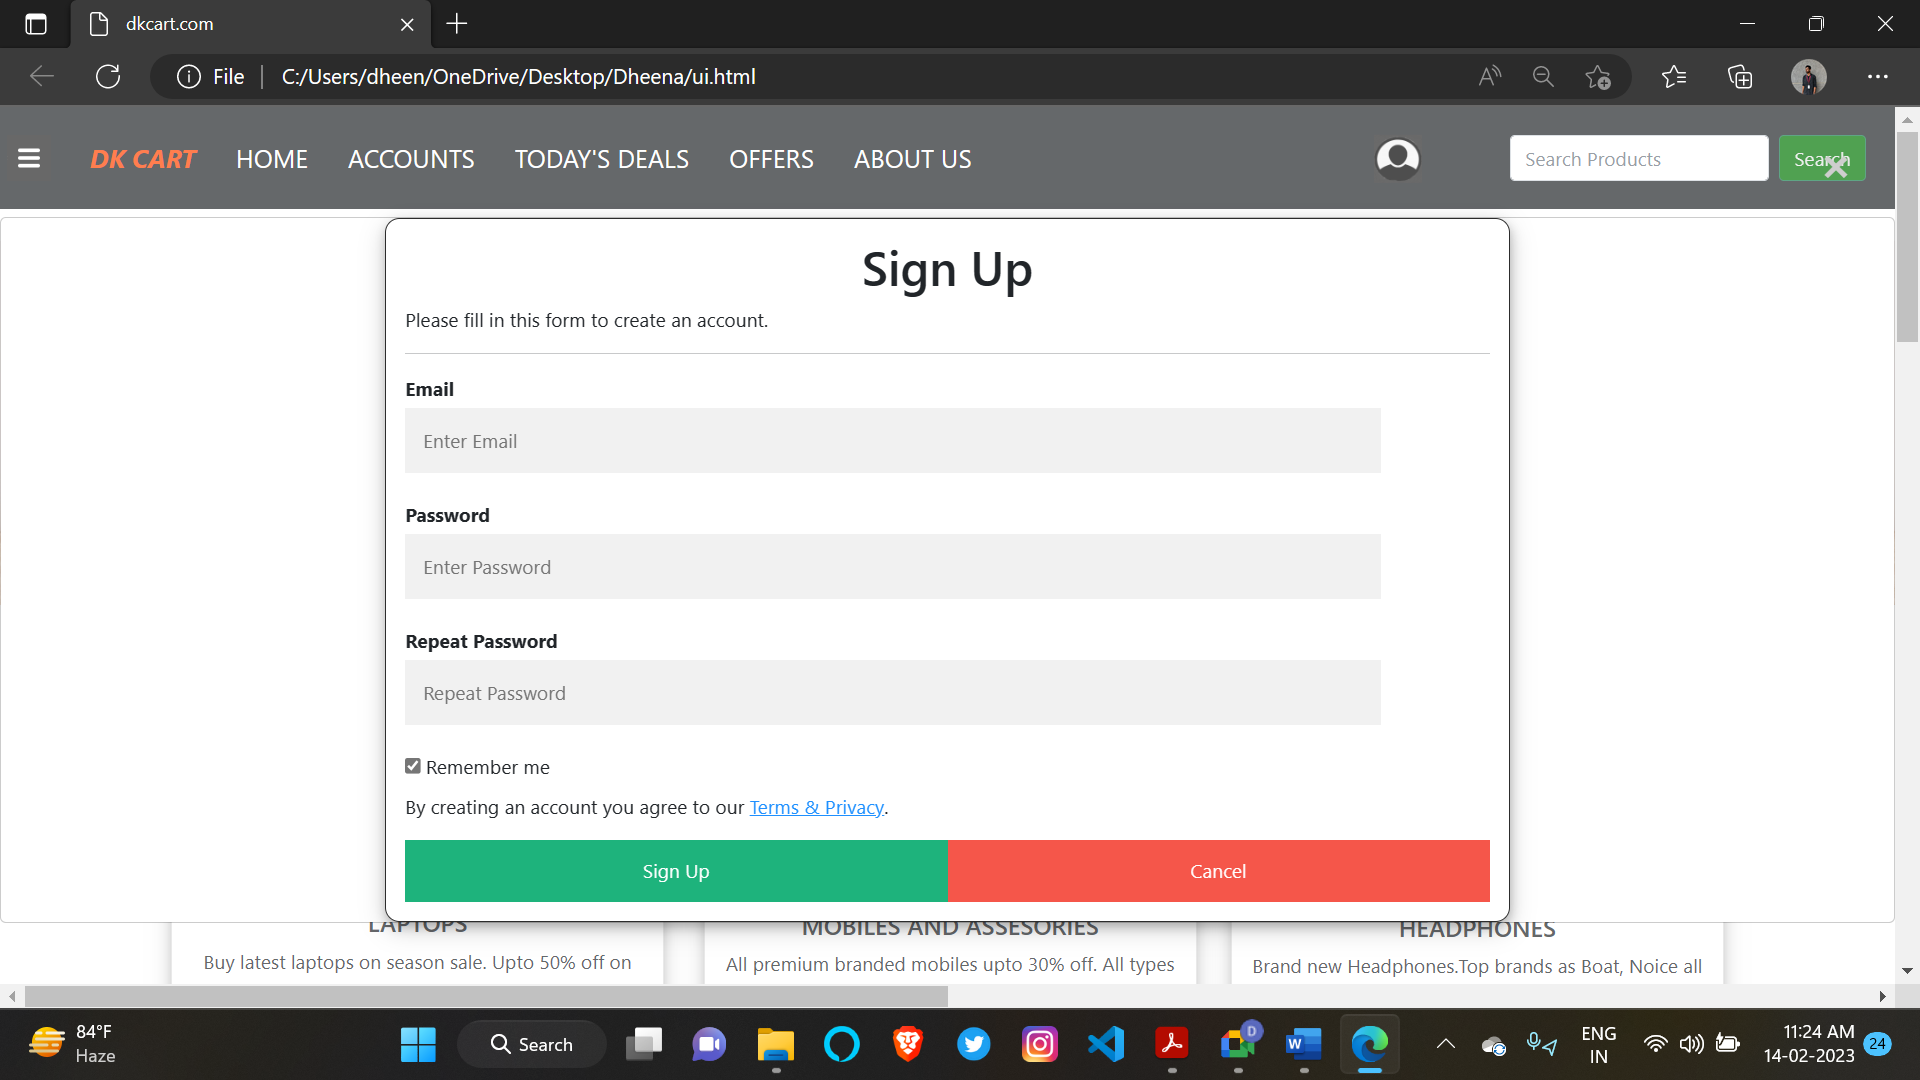 dkcart.com
File C:/Users/dheen/OneDrive/Desktop/Dheena/ui.html
DK CART HOME ACCOUNTS TODAY'S DEALS OFFERS ABOUT US Search Products Search
Sign Up
Please fill in this form to create an account.
Email
Enter Email
Password
Enter Password
Repeat Password
Repeat Password
Remember me
By creating an account you agree to our Terms & Privacy.
Sign Up Cancel
LAPTOPS MOBILES AND ASSESORIES HEADPHONES
Buy latest laptops on season sale. Upto 50% off on All premium branded mobiles upto 30% off. All types Brand new Headphones.Top brands as Boat, Noice all
84°F
Haze
Search
D
W
ENG
IN
11:24 AM
14-02-2023
24